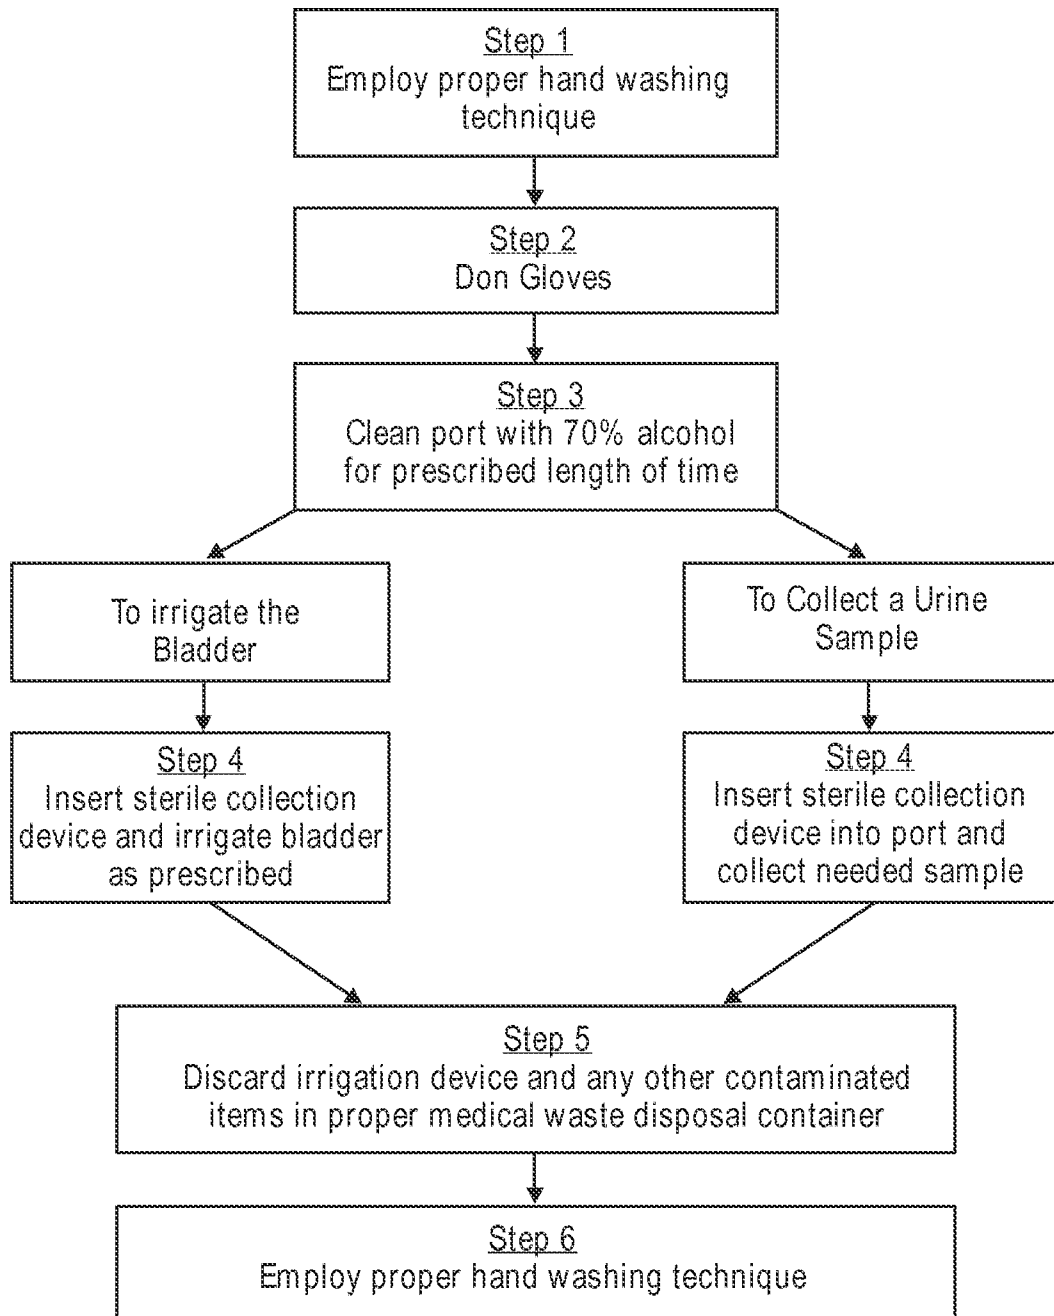 Step 1
Employ proper hand washing
technique
Step 2
Don Gloves
Step 3
Clean port with 70% alcohol
for prescribed length of time
To irrigate the
Bladder
To Collect a Urine
Sample
Step 4
Insert sterile collection
device and irrigate bladder
as prescribed
Step 4
Insert sterile collection
device into port and
collect needed sample
Step 5
Discard irrigation device and any other contaminated
items in proper medical waste disposal container
Step 6
Employ proper hand washing technique